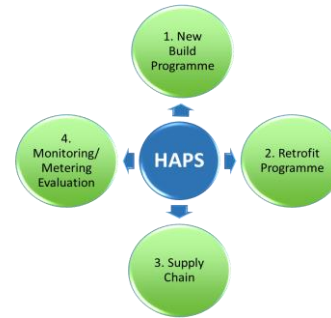 1. New
Build
Programme
4.
Monitoring/
Metering
Evaluation
HAPS
2. Retrofit
Programme
3. Supply
Chain